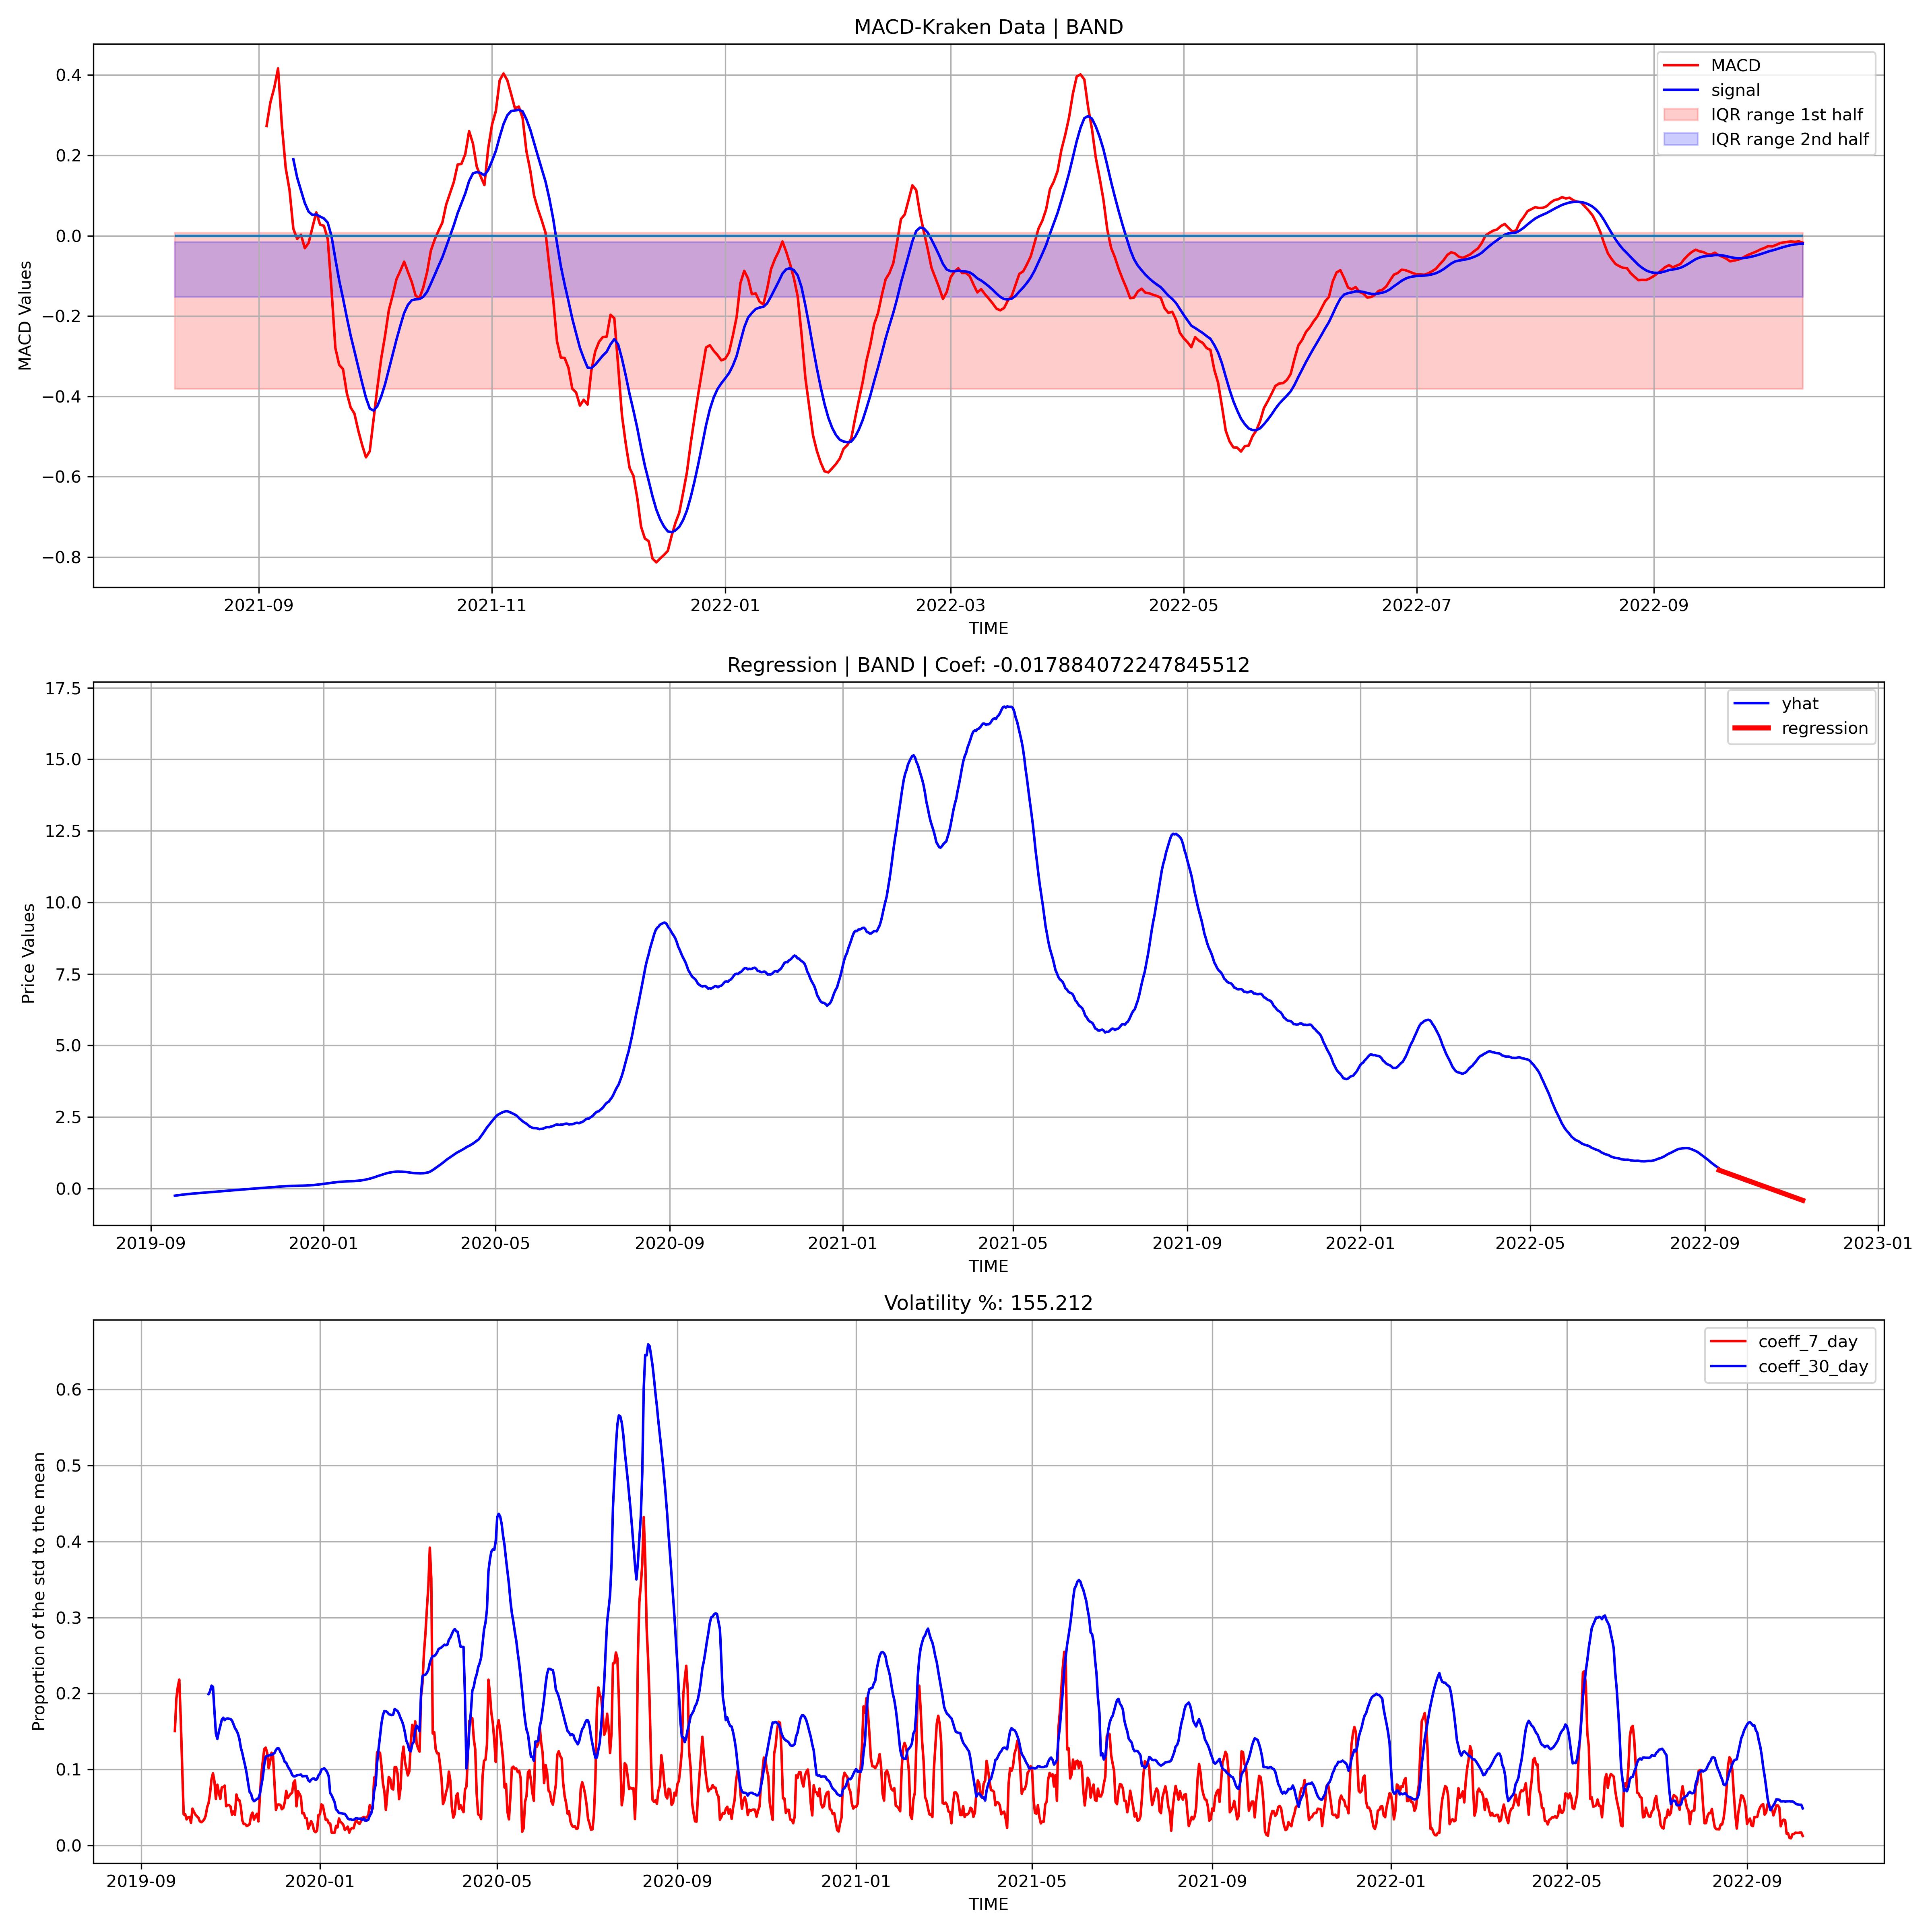 MACD-Kraken Data | BAND
MACD Values
0.4
0.2
0.0
−0.2
−0.4
−0.6
−0.8
MACD
signal
IQR range 1st half
IQR range 2nd half
2021-09 2021-11 2022-01 2022-03 2022-05 2022-07 2022-09
TIME
Regression | BAND | Coef: -0.017884072247845512
Price Values
17.5
15.0
12.5
10.0
7.5
5.0
2.5
0.0
yhat
regression
2019-09 2020-01 2020-05 2020-09 2021-01 2021-05 2021-09 2022-01 2022-05 2022-09 2023-01
TIME
Volatility %: 155.212
Proportion of the std to the mean
0.6
0.5
0.4
0.3
0.2
0.1
0.0
coeff_7_day
coeff_30_day
2019-09 2020-01 2020-05 2020-09 2021-01 2021-05 2021-09 2022-01 2022-05 2022-09
TIME